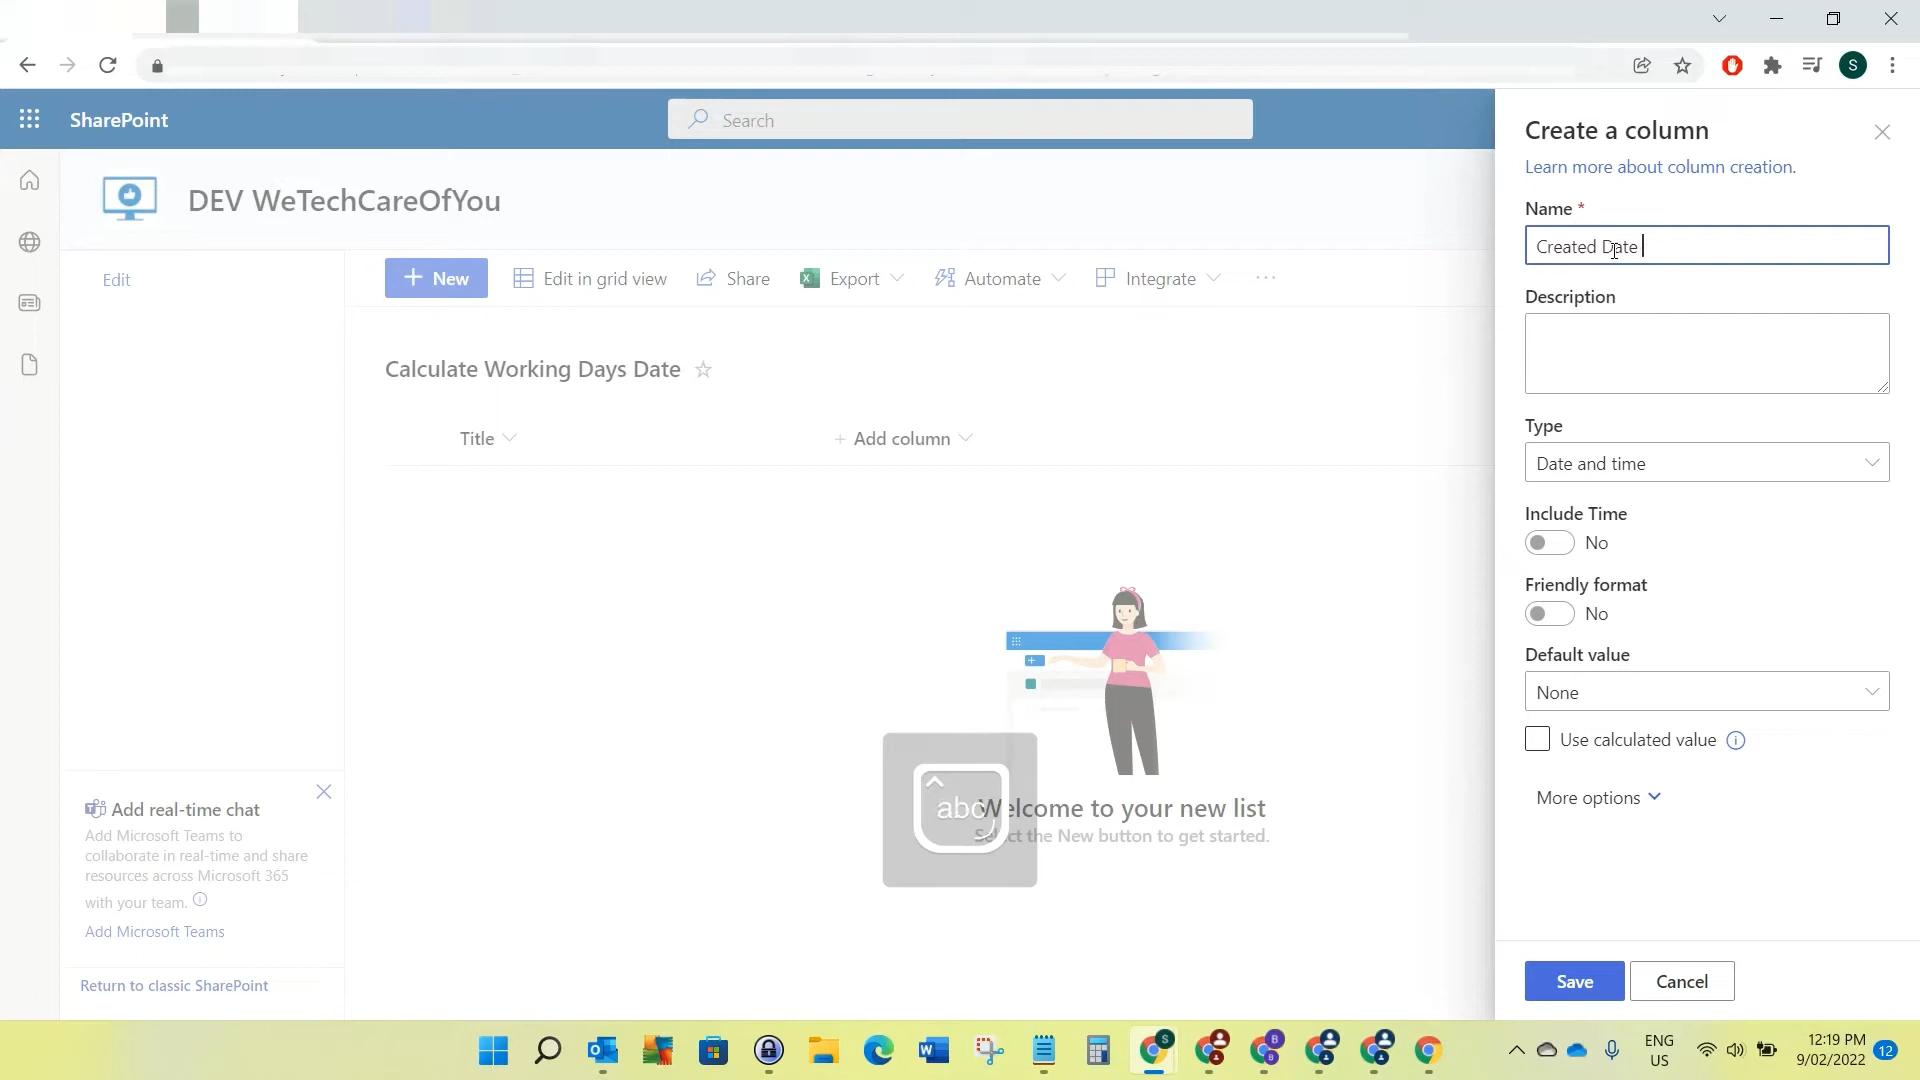 S
SharePoint
Search
DEV WeTechCareOfYou
Edit
New
Edit in grid view
Share
Export
Automate
Integrate
Calculate Working Days Date
Title
Add column
abc
Welcome to your new list
Select the New button to get started.
Add real-time chat
Add Microsoft Teams to
collaborate in real-time and share
resources across Microsoft 365
with your team.
Add Microsoft Teams
Return to classic SharePoint
Create a column
Learn more about column creation.
Name *
Created Date
Description
Type
Date and time
Include Time
No
Friendly format
No
Default value
None
Use calculated value
More options
Save
Cancel
ENG
US
12:19 PM
9/02/2022
12